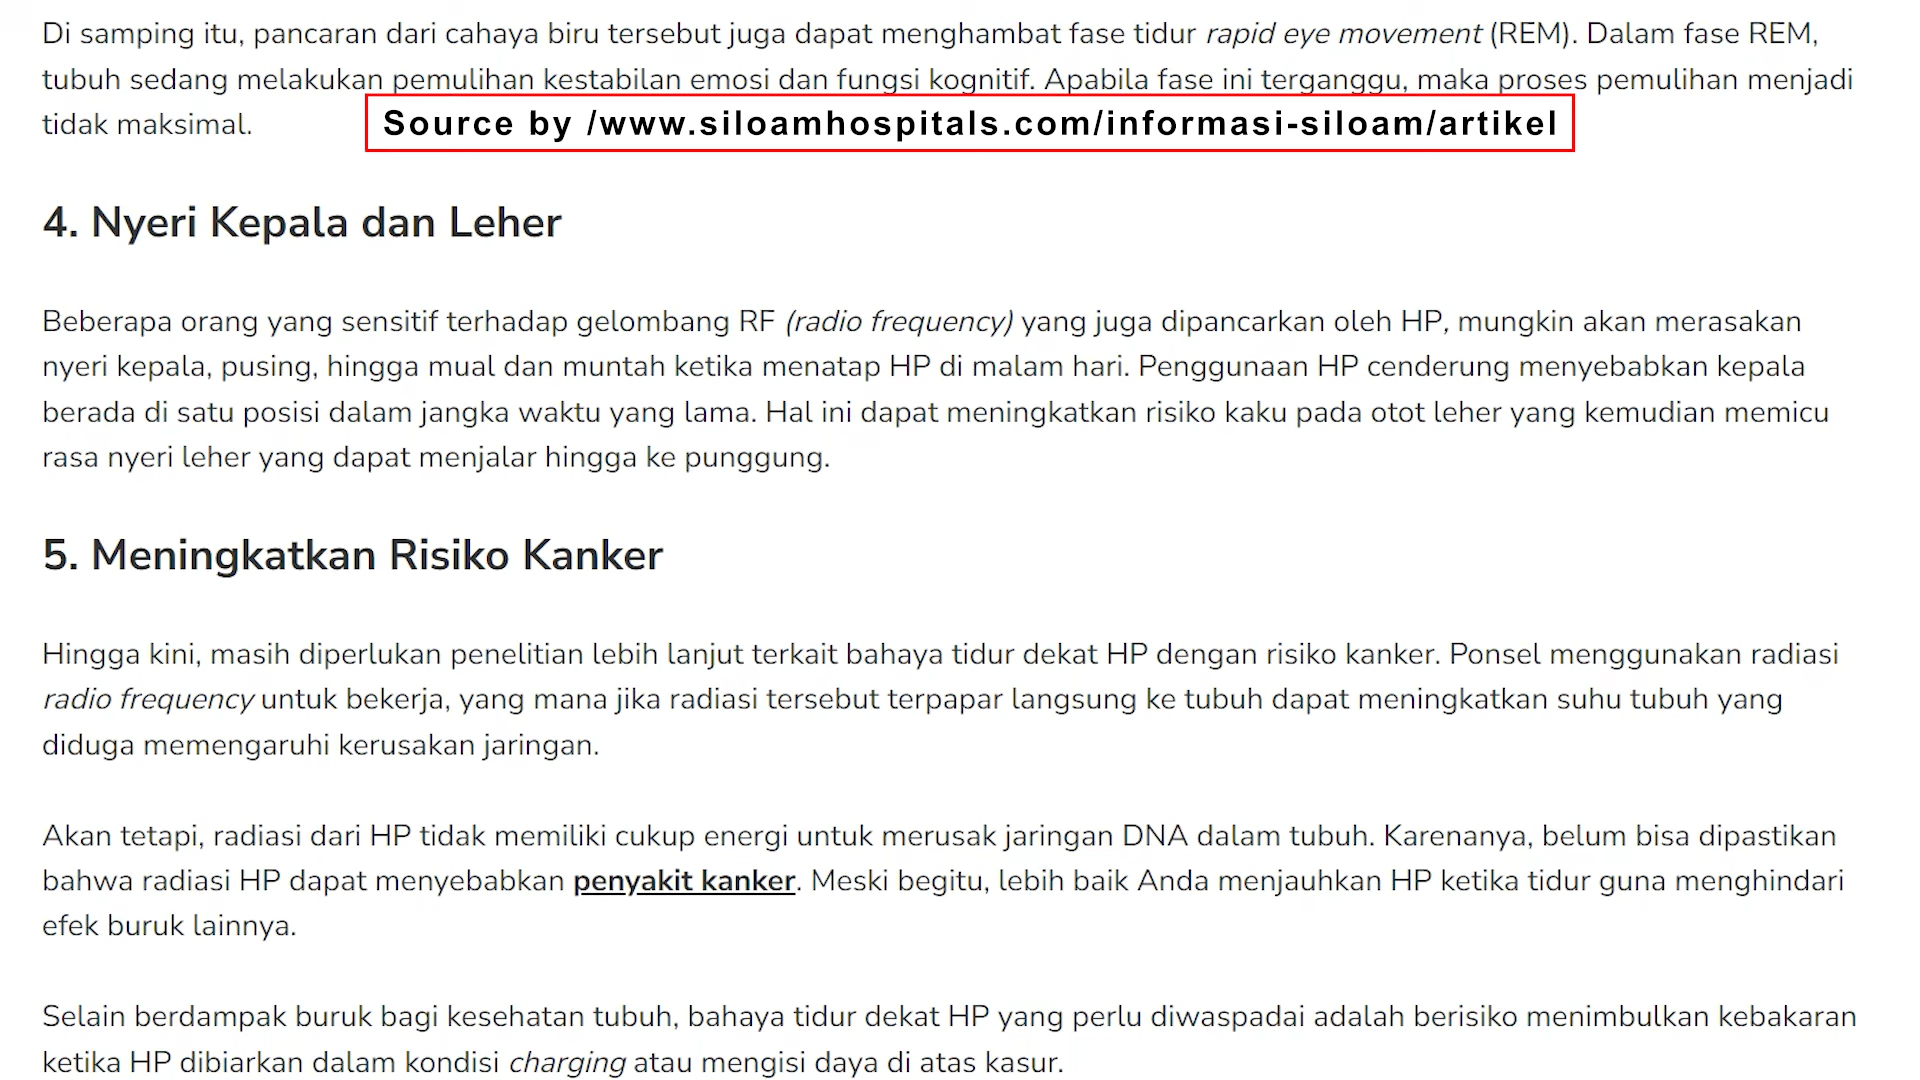 Di samping itu, pancaran dari cahaya biru tersebut juga dapat menghambat fase tidur rapid eye movement (REM). Dalam fase REM,
tubuh sedang melakukan pemulihan kestabilan emosi dan fungsi kognitif. Apabila fase ini terganggu, maka proses pemulihan menjadi
tidak maksimal.
Source by /www.siloamhospitals.com/informasi-siloam/artikel
4. Nyeri Kepala dan Leher
Beberapa orang yang sensitif terhadap gelombang RF (radio frequency) yang juga dipancarkan oleh HP, mungkin akan merasakan
nyeri kepala, pusing, hingga mual dan muntah ketika menatap HP di malam hari. Penggunaan HP cenderung menyebabkan kepala
berada di satu posisi dalam jangka waktu yang lama. Hal ini dapat meningkatkan risiko kaku pada otot leher yang kemudian memicu
rasa nyeri leher yang dapat menjalar hingga ke punggung.
5. Meningkatkan Risiko Kanker
Hingga kini, masih diperlukan penelitian lebih lanjut terkait bahaya tidur dekat HP dengan risiko kanker. Ponsel menggunakan radiasi
radio frequency untuk bekerja, yang mana jika radiasi tersebut terpapar langsung ke tubuh dapat meningkatkan suhu tubuh yang
diduga memengaruhi kerusakan jaringan.
Akan tetapi, radiasi dari HP tidak memiliki cukup energi untuk merusak jaringan DNA dalam tubuh. Karenanya, belum bisa dipastikan
bahwa radiasi HP dapat menyebabkan penyakit kanker. Meski begitu, lebih baik Anda menjauhkan HP ketika tidur guna menghindari
efek buruk lainnya.
Selain berdampak buruk bagi kesehatan tubuh, bahaya tidur dekat HP yang perlu diwaspadai adalah berisiko menimbulkan kebakaran
ketika HP dibiarkan dalam kondisi charging atau mengisi daya di atas kasur.